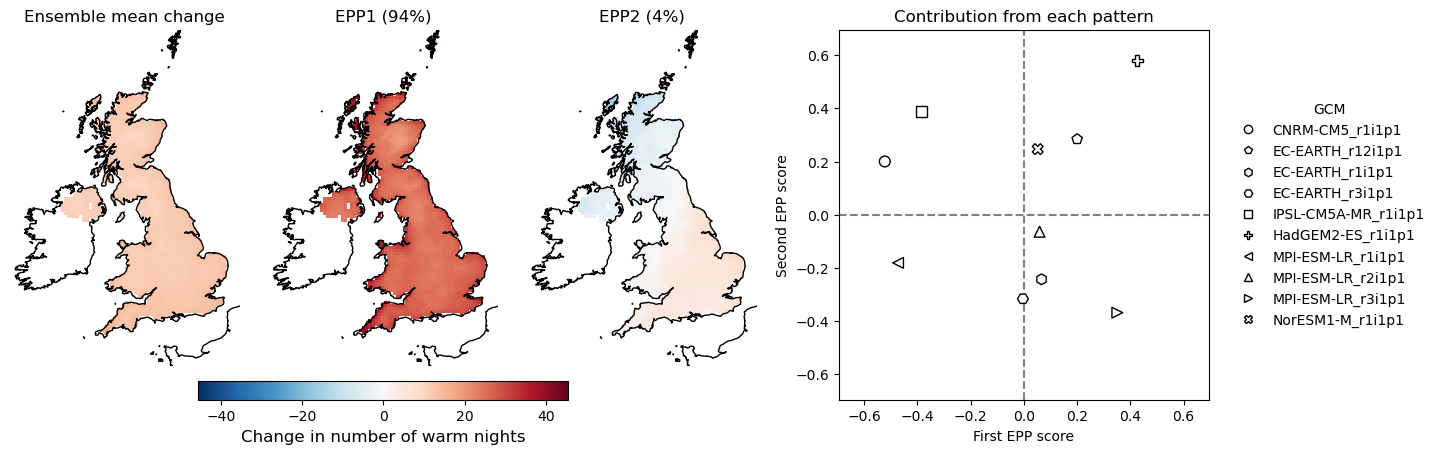 Ensemble mean change
EPP1 (94%)
EPP2 (4%)
−40 −20 0 20 40
Change in number of warm nights
Contribution from each pattern
Second EPP score
0.6
0.4
0.2
0.0
−0.2
−0.4
−0.6
−0.6 −0.4 −0.2 0.0 0.2 0.4 0.6
First EPP score
GCM
CNRM-CM5_r1i1p1
EC-EARTH_r12i1p1
EC-EARTH_r1i1p1
EC-EARTH_r3i1p1
IPSL-CM5A-MR_r1i1p1
HadGEM2-ES_r1i1p1
MPI-ESM-LR_r1i1p1
MPI-ESM-LR_r2i1p1
MPI-ESM-LR_r3i1p1
NorESM1-M_r1i1p1